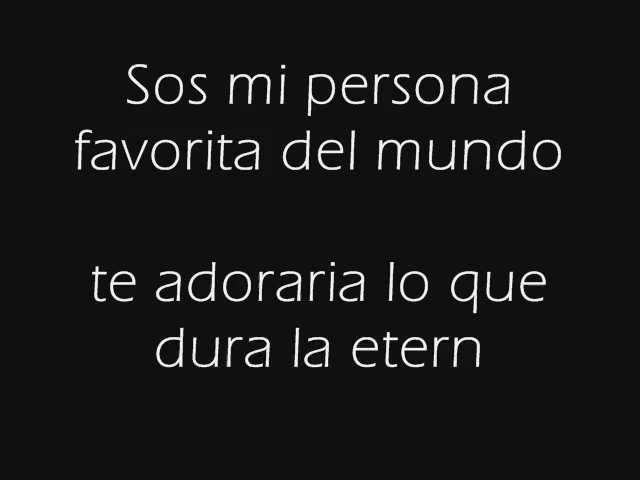 Sos mi persona
favorita del mundo
te adoraria lo que
dura la etern